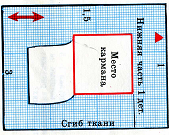 Нижняя часть 1 дет.
1
1,5
Место
кармана
3
Сгиб ткани